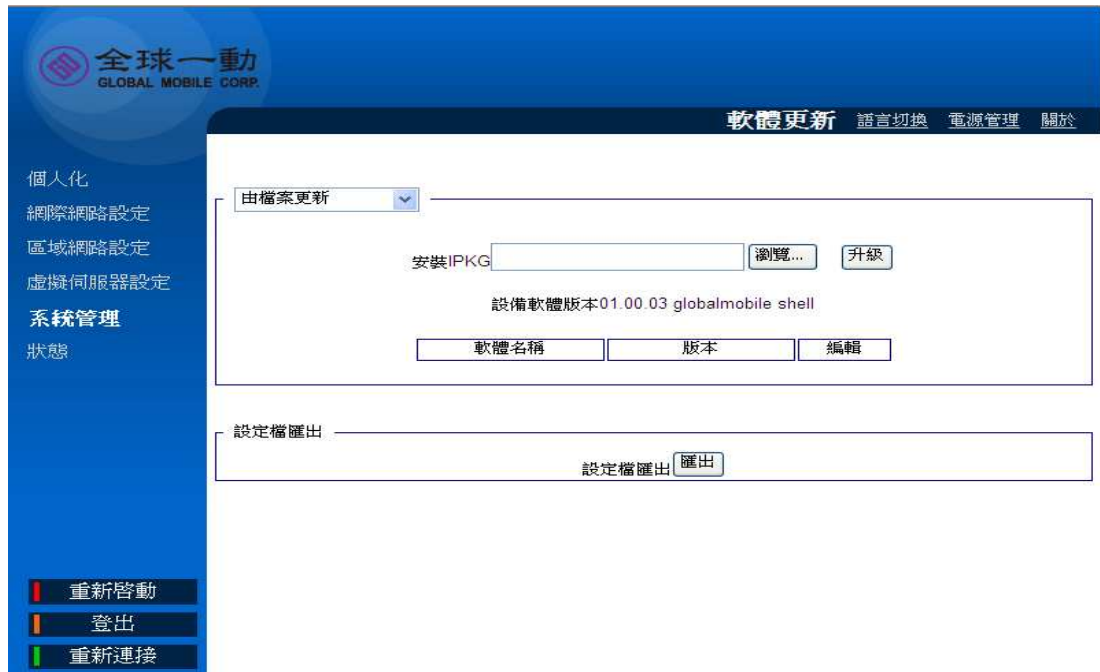 全球一動
GLOBAL MOBILE CORP.
軟體更新 語言切換 電源管理 關於
個人化
網際網路設定
區域網路設定
虛擬伺服器設定
系統管理
狀態
由檔案更新
安裝IPKG 瀏覽... 升級
設備軟體版本01.00.03 globalmobile shell
軟體名稱 版本 編輯
設定檔匯出
設定檔匯出 匯出
重新啓動
登出
重新連接